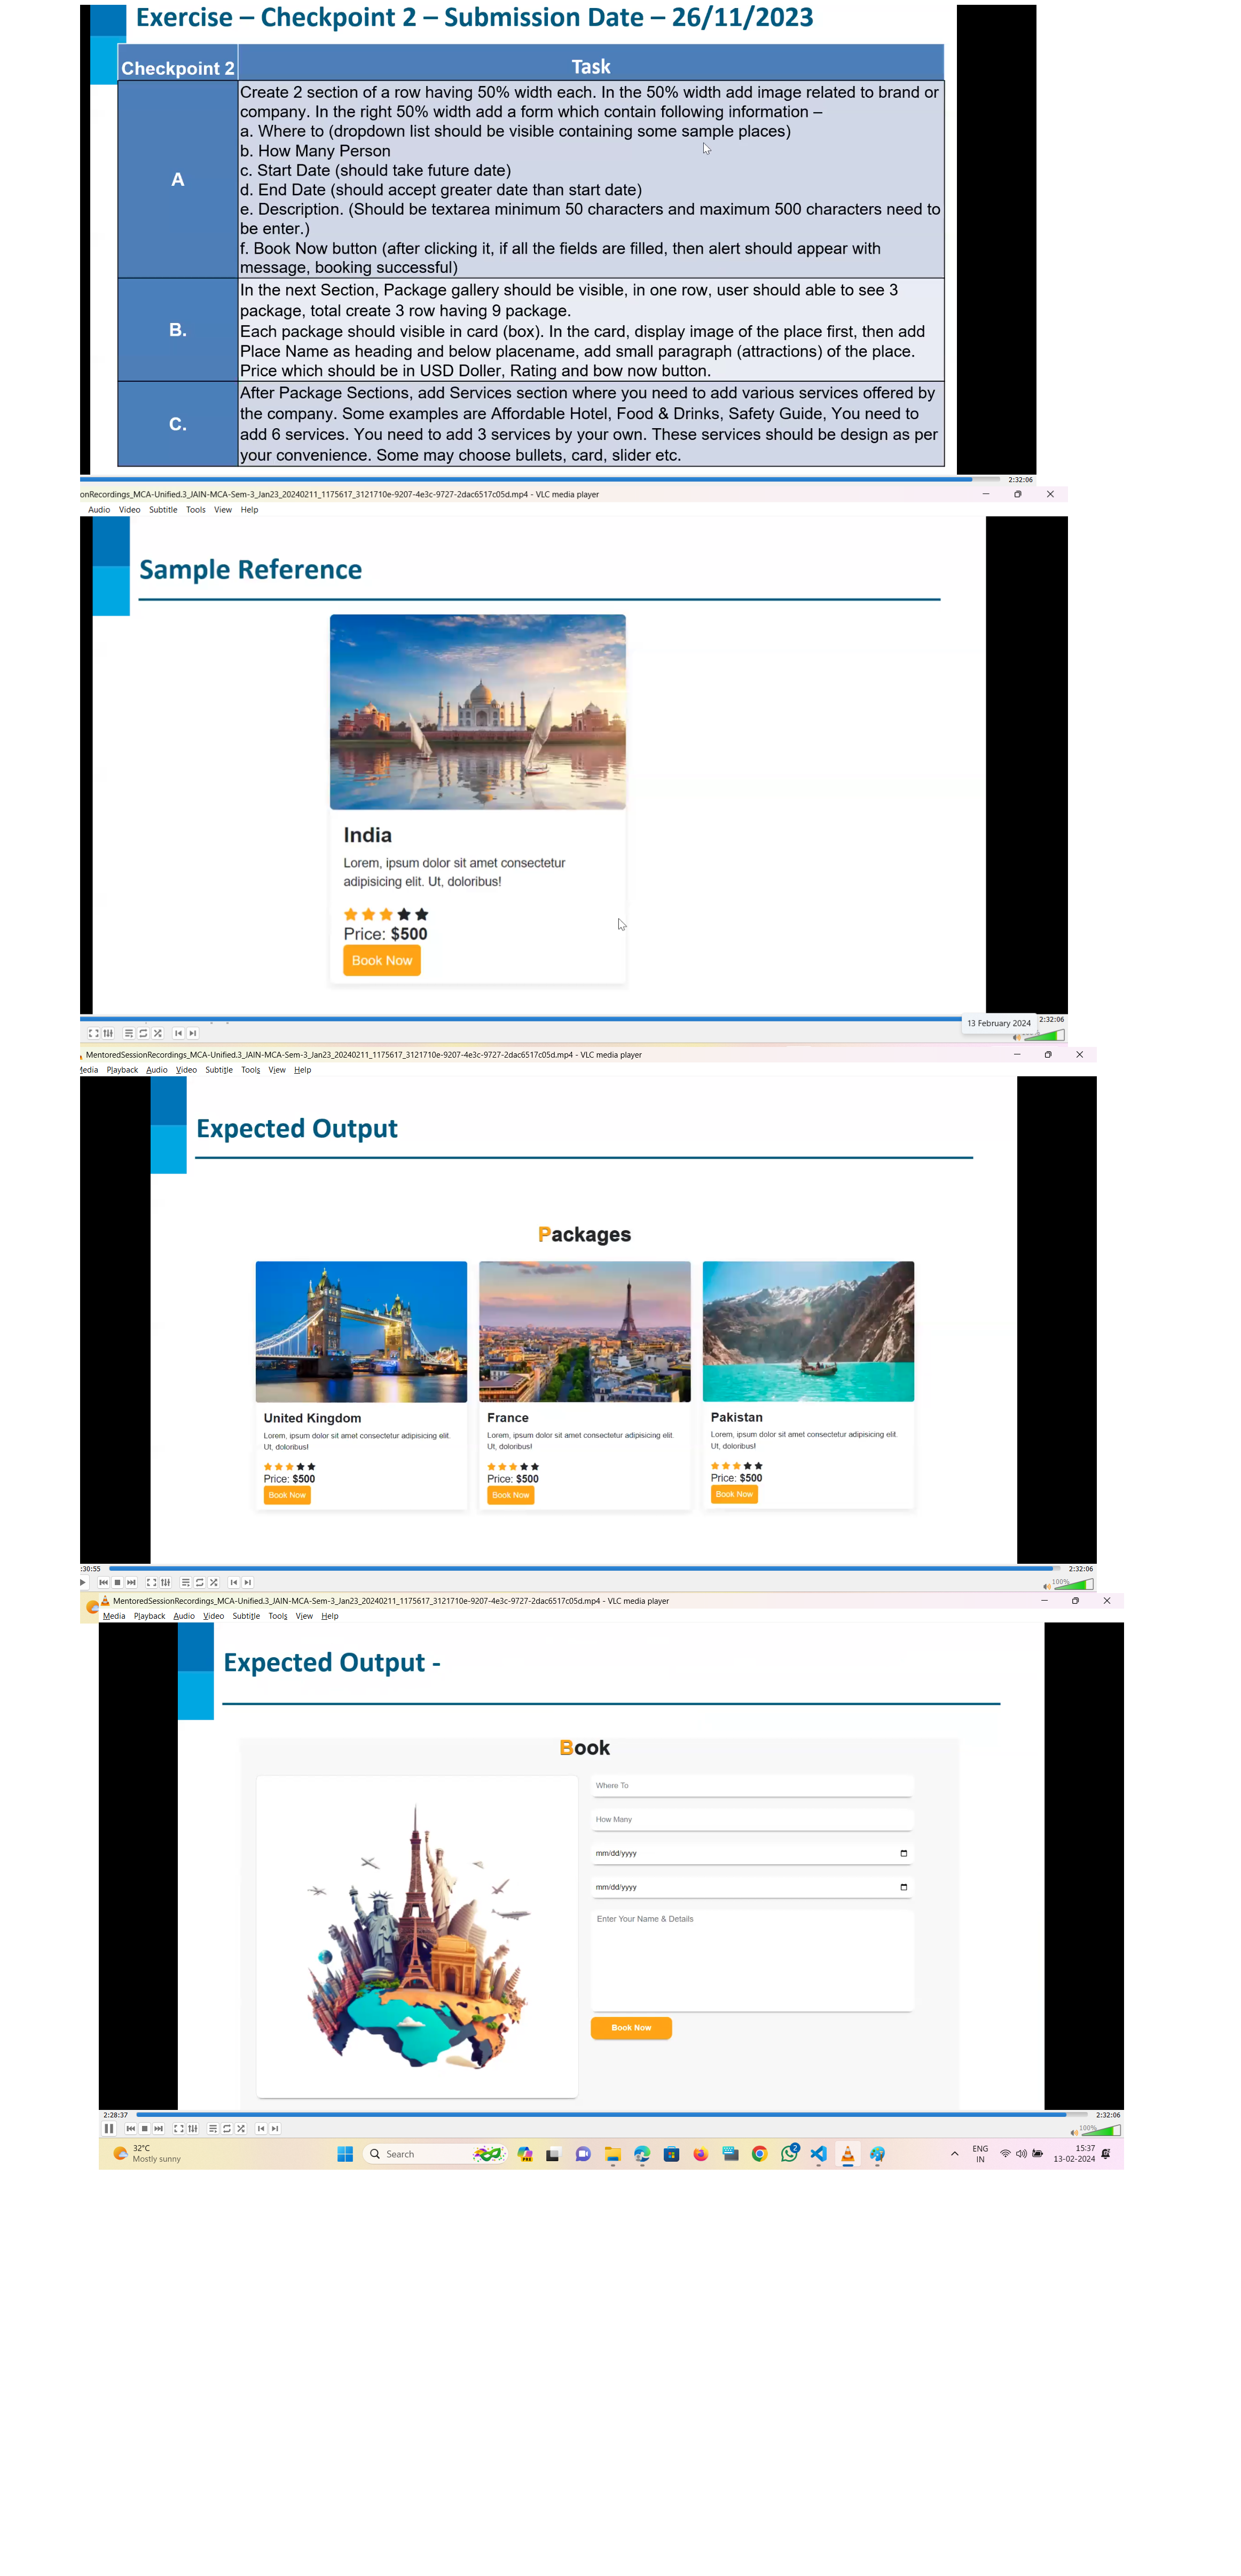 Exercise – Checkpoint 2 – Submission Date – 26/11/2023
Checkpoint 2
Task
A
Create 2 section of a row having 50% width each. In the 50% width add image related to brand or
company. In the right 50% width add a form which contain following information –
a. Where to (dropdown list should be visible containing some sample places)
b. How Many Person
c. Start Date (should take future date)
d. End Date (should accept greater date than start date)
e. Description. (Should be textarea minimum 50 characters and maximum 500 characters need to
be enter.)
f. Book Now button (after clicking it, if all the fields are filled, then alert should appear with
message, booking successful)
B.
In the next Section, Package gallery should be visible, in one row, user should able to see 3
package, total create 3 row having 9 package.
Each package should visible in card (box). In the card, display image of the place first, then add
Place Name as heading and below placename, add small paragraph (attractions) of the place.
Price which should be in USD Doller, Rating and bow now button.
C.
After Package Sections, add Services section where you need to add various services offered by
the company. Some examples are Affordable Hotel, Food & Drinks, Safety Guide, You need to
add 6 services. You need to add 3 services by your own. These services should be design as per
your convenience. Some may choose bullets, card, slider etc.
2:32:06
onRecordings_MCA-Unified.3_JAIN-MCA-Sem-3_Jan23_20240211_1175617_3121710e-9207-4e3c-9727-2dac6517c05d.mp4 - VLC media player
Audio Video Subtitle Tools View Help
Sample Reference
India
Lorem, ipsum dolor sit amet consectetur
adipisicing elit. Ut, doloribus!
Price: $500
Book Now
2:32:06
13 February 2024
MentoredSessionRecordings_MCA-Unified.3_JAIN-MCA-Sem-3_Jan23_20240211_1175617_3121710e-9207-4e3c-9727-2dac6517c05d.mp4 - VLC media player
edia Playback Audio Video Subtitle Tools View Help
Expected Output
Packages
United Kingdom
Lorem, ipsum dolor sit amet consectetur adipisicing elit.
Ut, doloribus!
Price: $500
Book Now
France
Lorem, ipsum dolor sit amet consectetur adipisicing elit.
Ut, doloribus!
Price: $500
Book Now
Pakistan
Lorem, ipsum dolor sit amet consectetur adipisicing elit.
Ut, doloribus!
Price: $500
Book Now
:30:55
2:32:06
100%
MentoredSessionRecordings_MCA-Unified.3_JAIN-MCA-Sem-3_Jan23_20240211_1175617_3121710e-9207-4e3c-9727-2dac6517c05d.mp4 - VLC media player
Media Playback Audio Video Subtitle Tools View Help
Expected Output -
Book
Where To
How Many
mm/dd/yyyy
mm/dd/yyyy
Enter Your Name & Details
Book Now
2:28:37
2:32:06
100%
32°C
Mostly sunny
Search
PRE
2
ENG
IN
15:37
13-02-2024